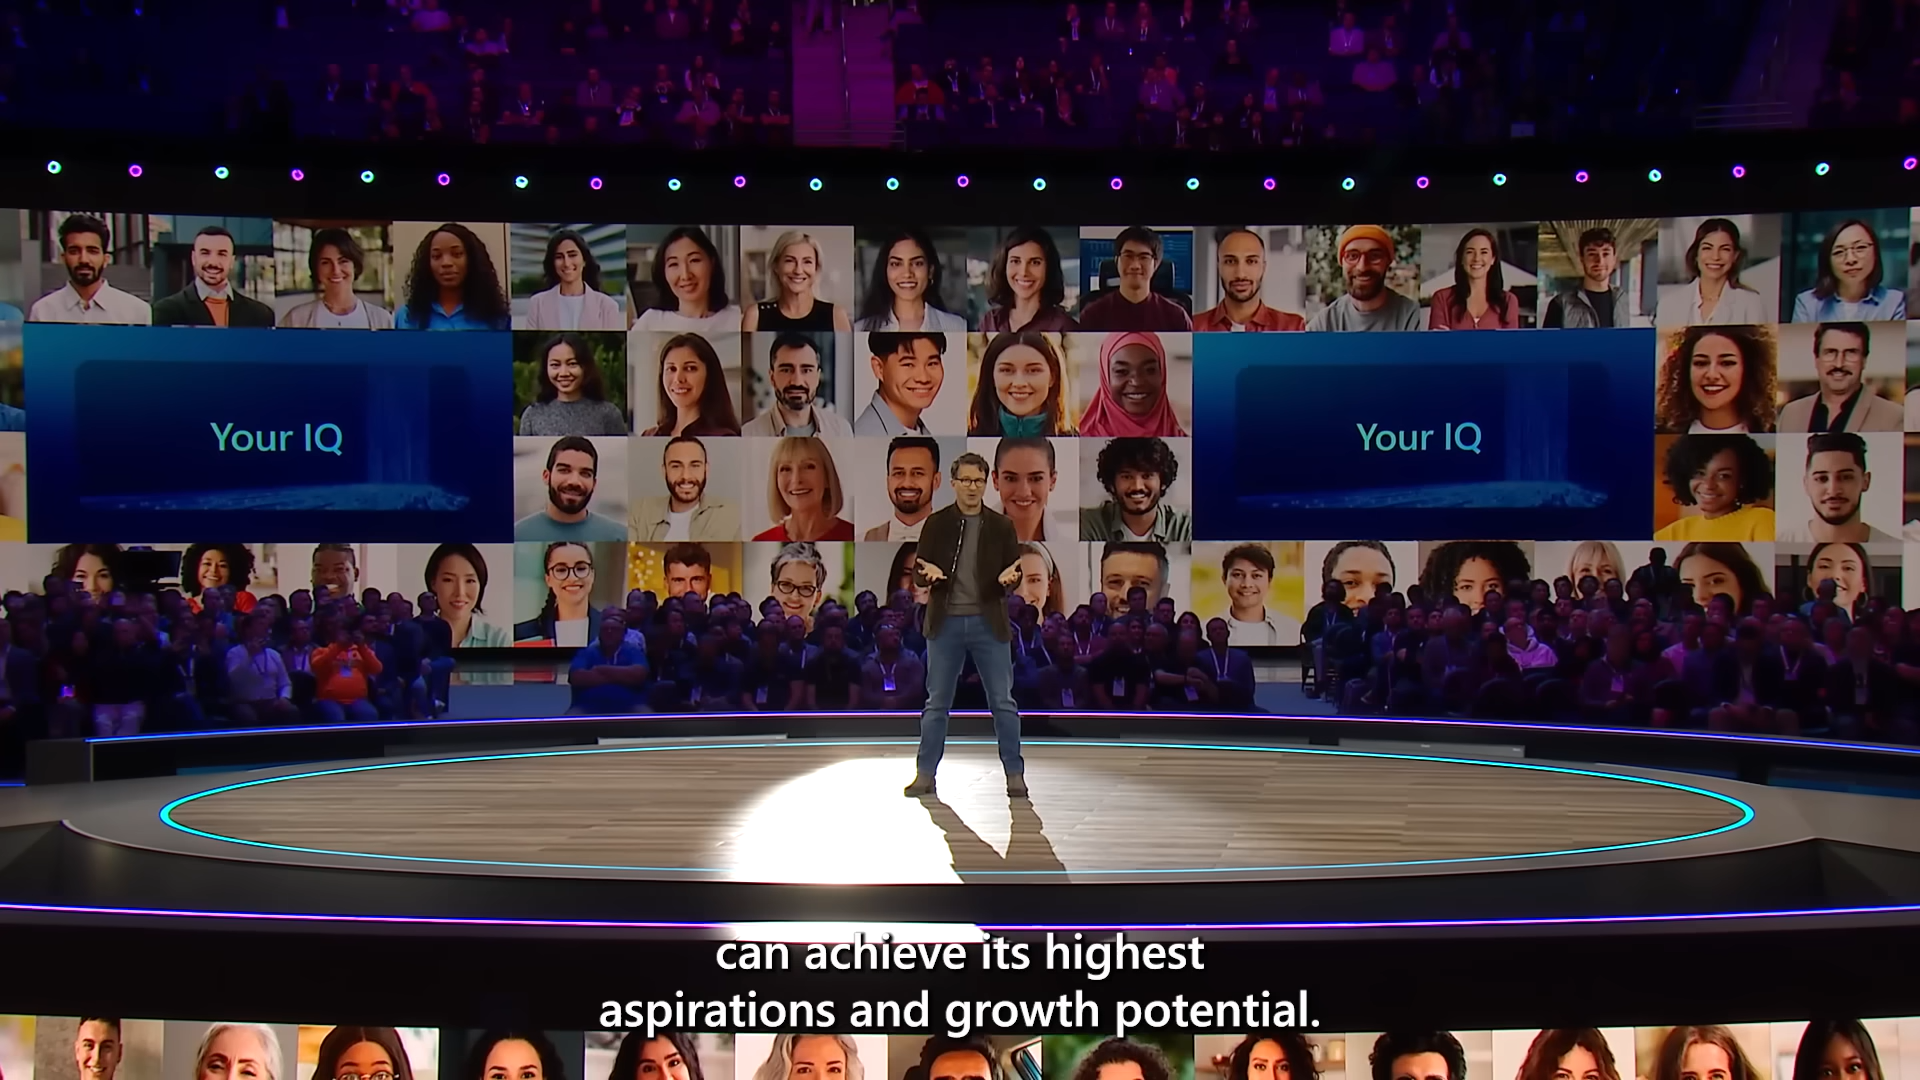 Your IQ
Your IQ
can achieve its highest
aspirations and growth potential.